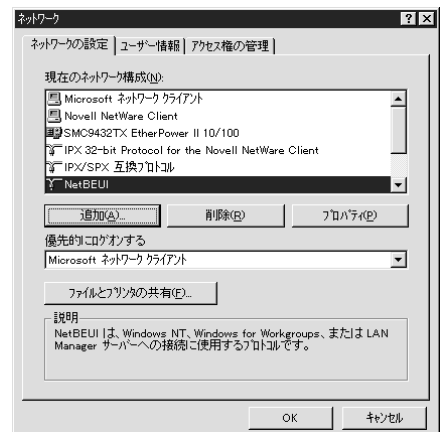 ネットワーク
ネットワークの設定 ユーザー情報 アクセス権の管理
現在のネットワーク構成(N):
Microsoft ネットワーク クライアント
Novell NetWare Client
SMC9432TX EtherPower II 10/100
IPX 32-bit Protocol for the Novell NetWare Client
IPX/SPX 互換プロトコル
NetBEUI
追加(A)... 削除(R) プロパティ(P)
優先的にログオンする
Microsoft ネットワーク クライアント
ファイルとプリンタの共有(F)...
説明
NetBEUI は、Windows NT、Windows for Workgroups、または LAN
Manager サーバーへの接続に使用するプロトコルです。
OK キャンセル